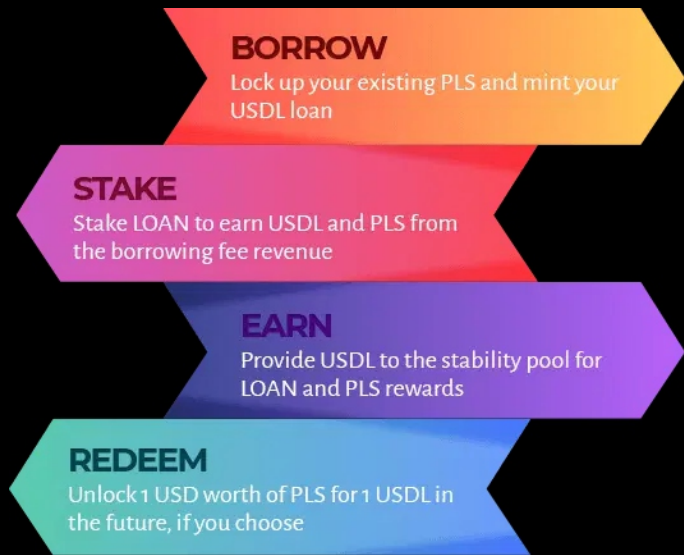 BORROW
Lock up your existing PLS and mint your
USDL loan
STAKE
Stake LOAN to earn USDL and PLS from
the borrowing fee revenue
EARN
Provide USDL to the stability pool for
LOAN and PLS rewards
REDEEM
Unlock 1 USD worth of PLS for 1 USDL in
the future, if you choose